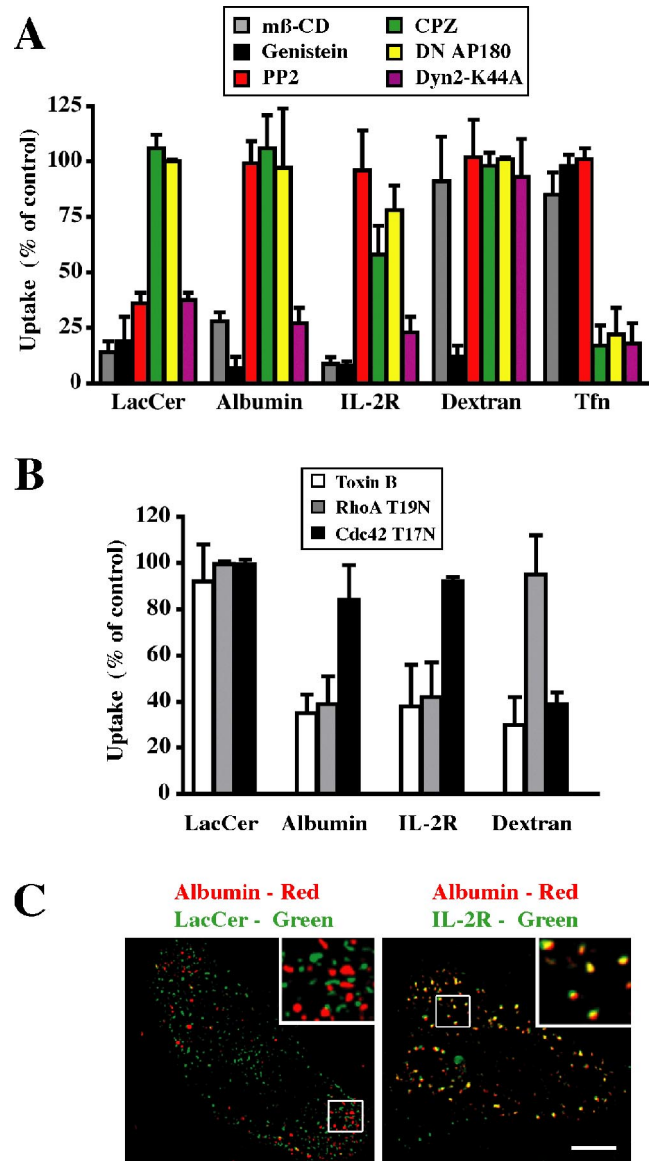 A
mß-CD
Genistein
PP2
CPZ
DN AP180
Dyn2-K44A
Uptake (% of control)
125
100
75
50
25
0
LacCer Albumin IL-2R Dextran Tfn
B
Toxin B
RhoA T19N
Cdc42 T17N
Uptake (% of control)
120
100
80
60
40
20
0
LacCer Albumin IL-2R Dextran
C
Albumin - Red
LacCer - Green
Albumin - Red
IL-2R - Green